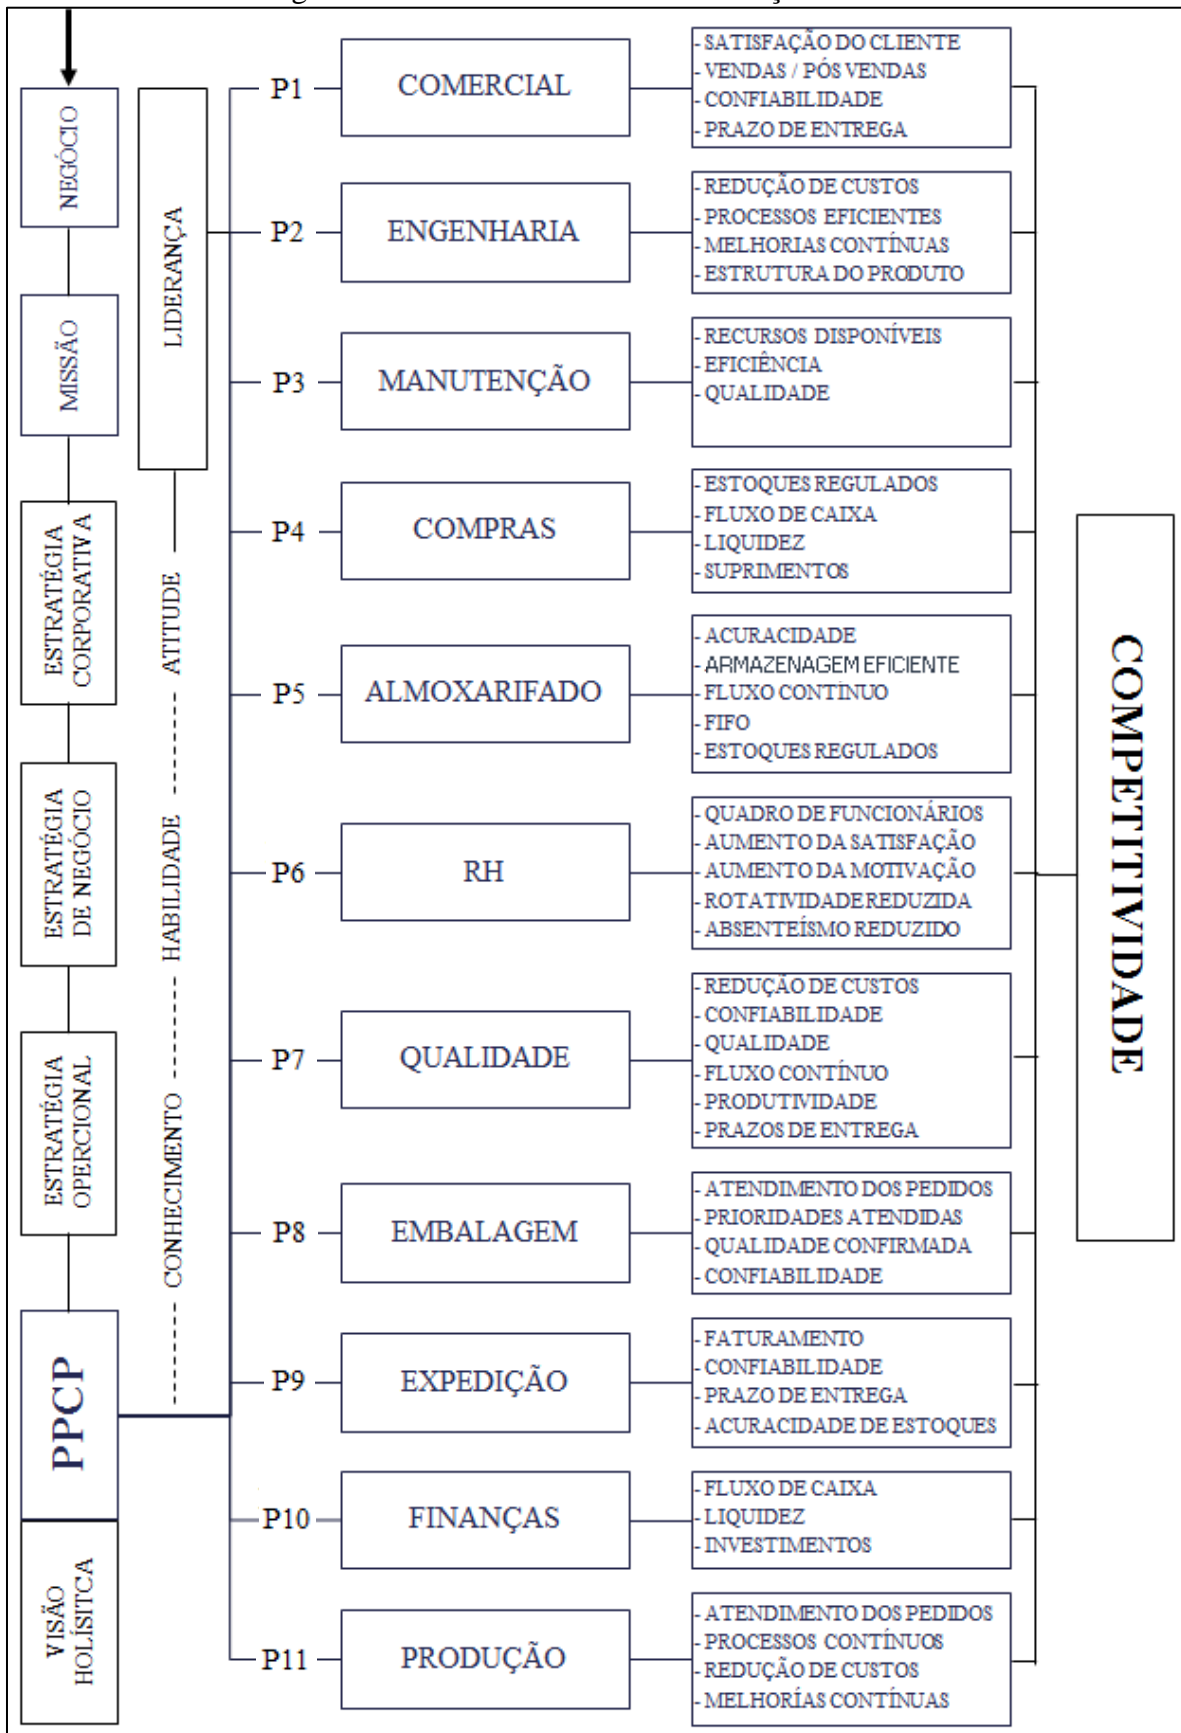 NEGÓCIO
MISSÃO
ESTRATÉGIA
CORPORATIVA
ESTRATÉGIA
DE NEGÓCIO
ESTRATÉGIA
OPERCIONAL
PPCP
VISÃO
HOLÍSITCA
LIDERANÇA
ATITUDE
HABILIDADE
CONHECIMENTO
P1
COMERCIAL
- SATISFAÇÃO DO CLIENTE
- VENDAS / PÓS VENDAS
- CONFIABILIDADE
- PRAZO DE ENTREGA
P2
ENGENHARIA
- REDUÇÃO DE CUSTOS
- PROCESSOS EFICIENTES
- MELHORIAS CONTÍNUAS
- ESTRUTURA DO PRODUTO
P3
MANUTENÇÃO
- RECURSOS DISPONÍVEIS
- EFICIÊNCIA
- QUALIDADE
P4
COMPRAS
- ESTOQUES REGULADOS
- FLUXO DE CAIXA
- LIQUIDEZ
- SUPRIMENTOS
P5
ALMOXARIFADO
- ACURACIDADE
- ARMAZENAGEM EFICIENTE
- FLUXO CONTÍNUO
- FIFO
- ESTOQUES REGULADOS
P6
RH
- QUADRO DE FUNCIONÁRIOS
- AUMENTO DA SATISFAÇÃO
- AUMENTO DA MOTIVAÇÃO
- ROTATIVIDADE REDUZIDA
- ABSENTEÍSMO REDUZIDO
P7
QUALIDADE
- REDUÇÃO DE CUSTOS
- CONFIABILIDADE
- QUALIDADE
- FLUXO CONTÍNUO
- PRODUTIVIDADE
- PRAZOS DE ENTREGA
P8
EMBALAGEM
- ATENDIMENTO DOS PEDIDOS
- PRIORIDADES ATENDIDAS
- QUALIDADE CONFIRMADA
- CONFIABILIDADE
P9
EXPEDIÇÃO
- FATURAMENTO
- CONFIABILIDADE
- PRAZO DE ENTREGA
- ACURACIDADE DE ESTOQUES
P10
FINANÇAS
- FLUXO DE CAIXA
- LIQUIDEZ
- INVESTIMENTOS
P11
PRODUÇÃO
- ATENDIMENTO DOS PEDIDOS
- PROCESSOS CONTÍNUOS
- REDUÇÃO DE CUSTOS
- MELHORÍAS CONTÍNUAS
COMPETITIVIDADE